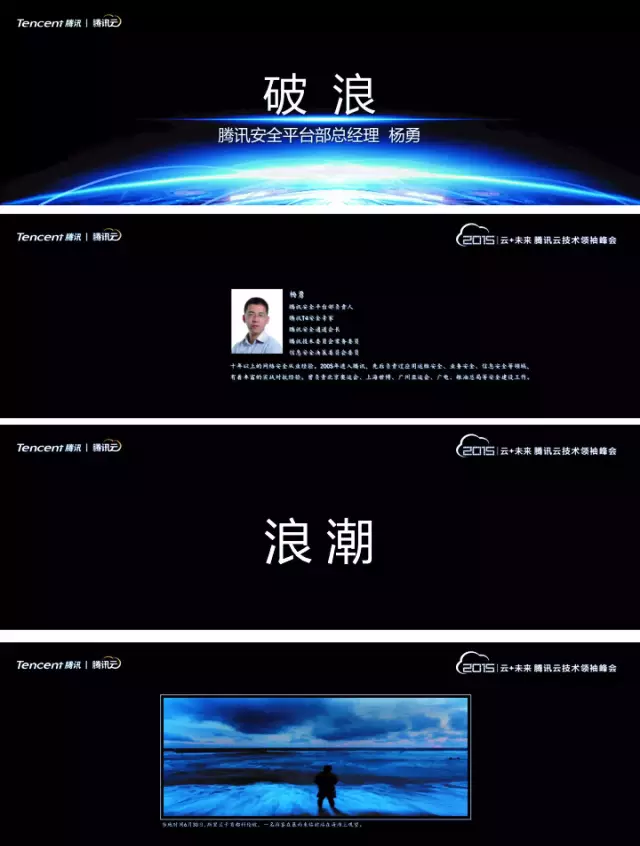 Tencent 腾讯 | 腾讯云
破 浪
腾讯安全平台部总经理 杨勇
Tencent 腾讯 | 腾讯云
2015 云+未来 腾讯云技术领袖峰会
杨勇
腾讯安全平台部负责人
腾讯T4安全专家
腾讯安全通道会长
腾讯技术委员会常务委员
信息安全决策委员会委员
十年以上的网络安全从业经验。2005年进入腾讯，先后负责过应用运维安全、业务安全、信息安全等领域，
有着丰富的实战对抗经验。曾负责北京奥运会、上海世博、广州亚运会、广电、粮油总局等安全建设工作。
Tencent 腾讯 | 腾讯云
2015 云+未来 腾讯云技术领袖峰会
浪 潮
Tencent 腾讯 | 腾讯云
2015 云+未来 腾讯云技术领袖峰会